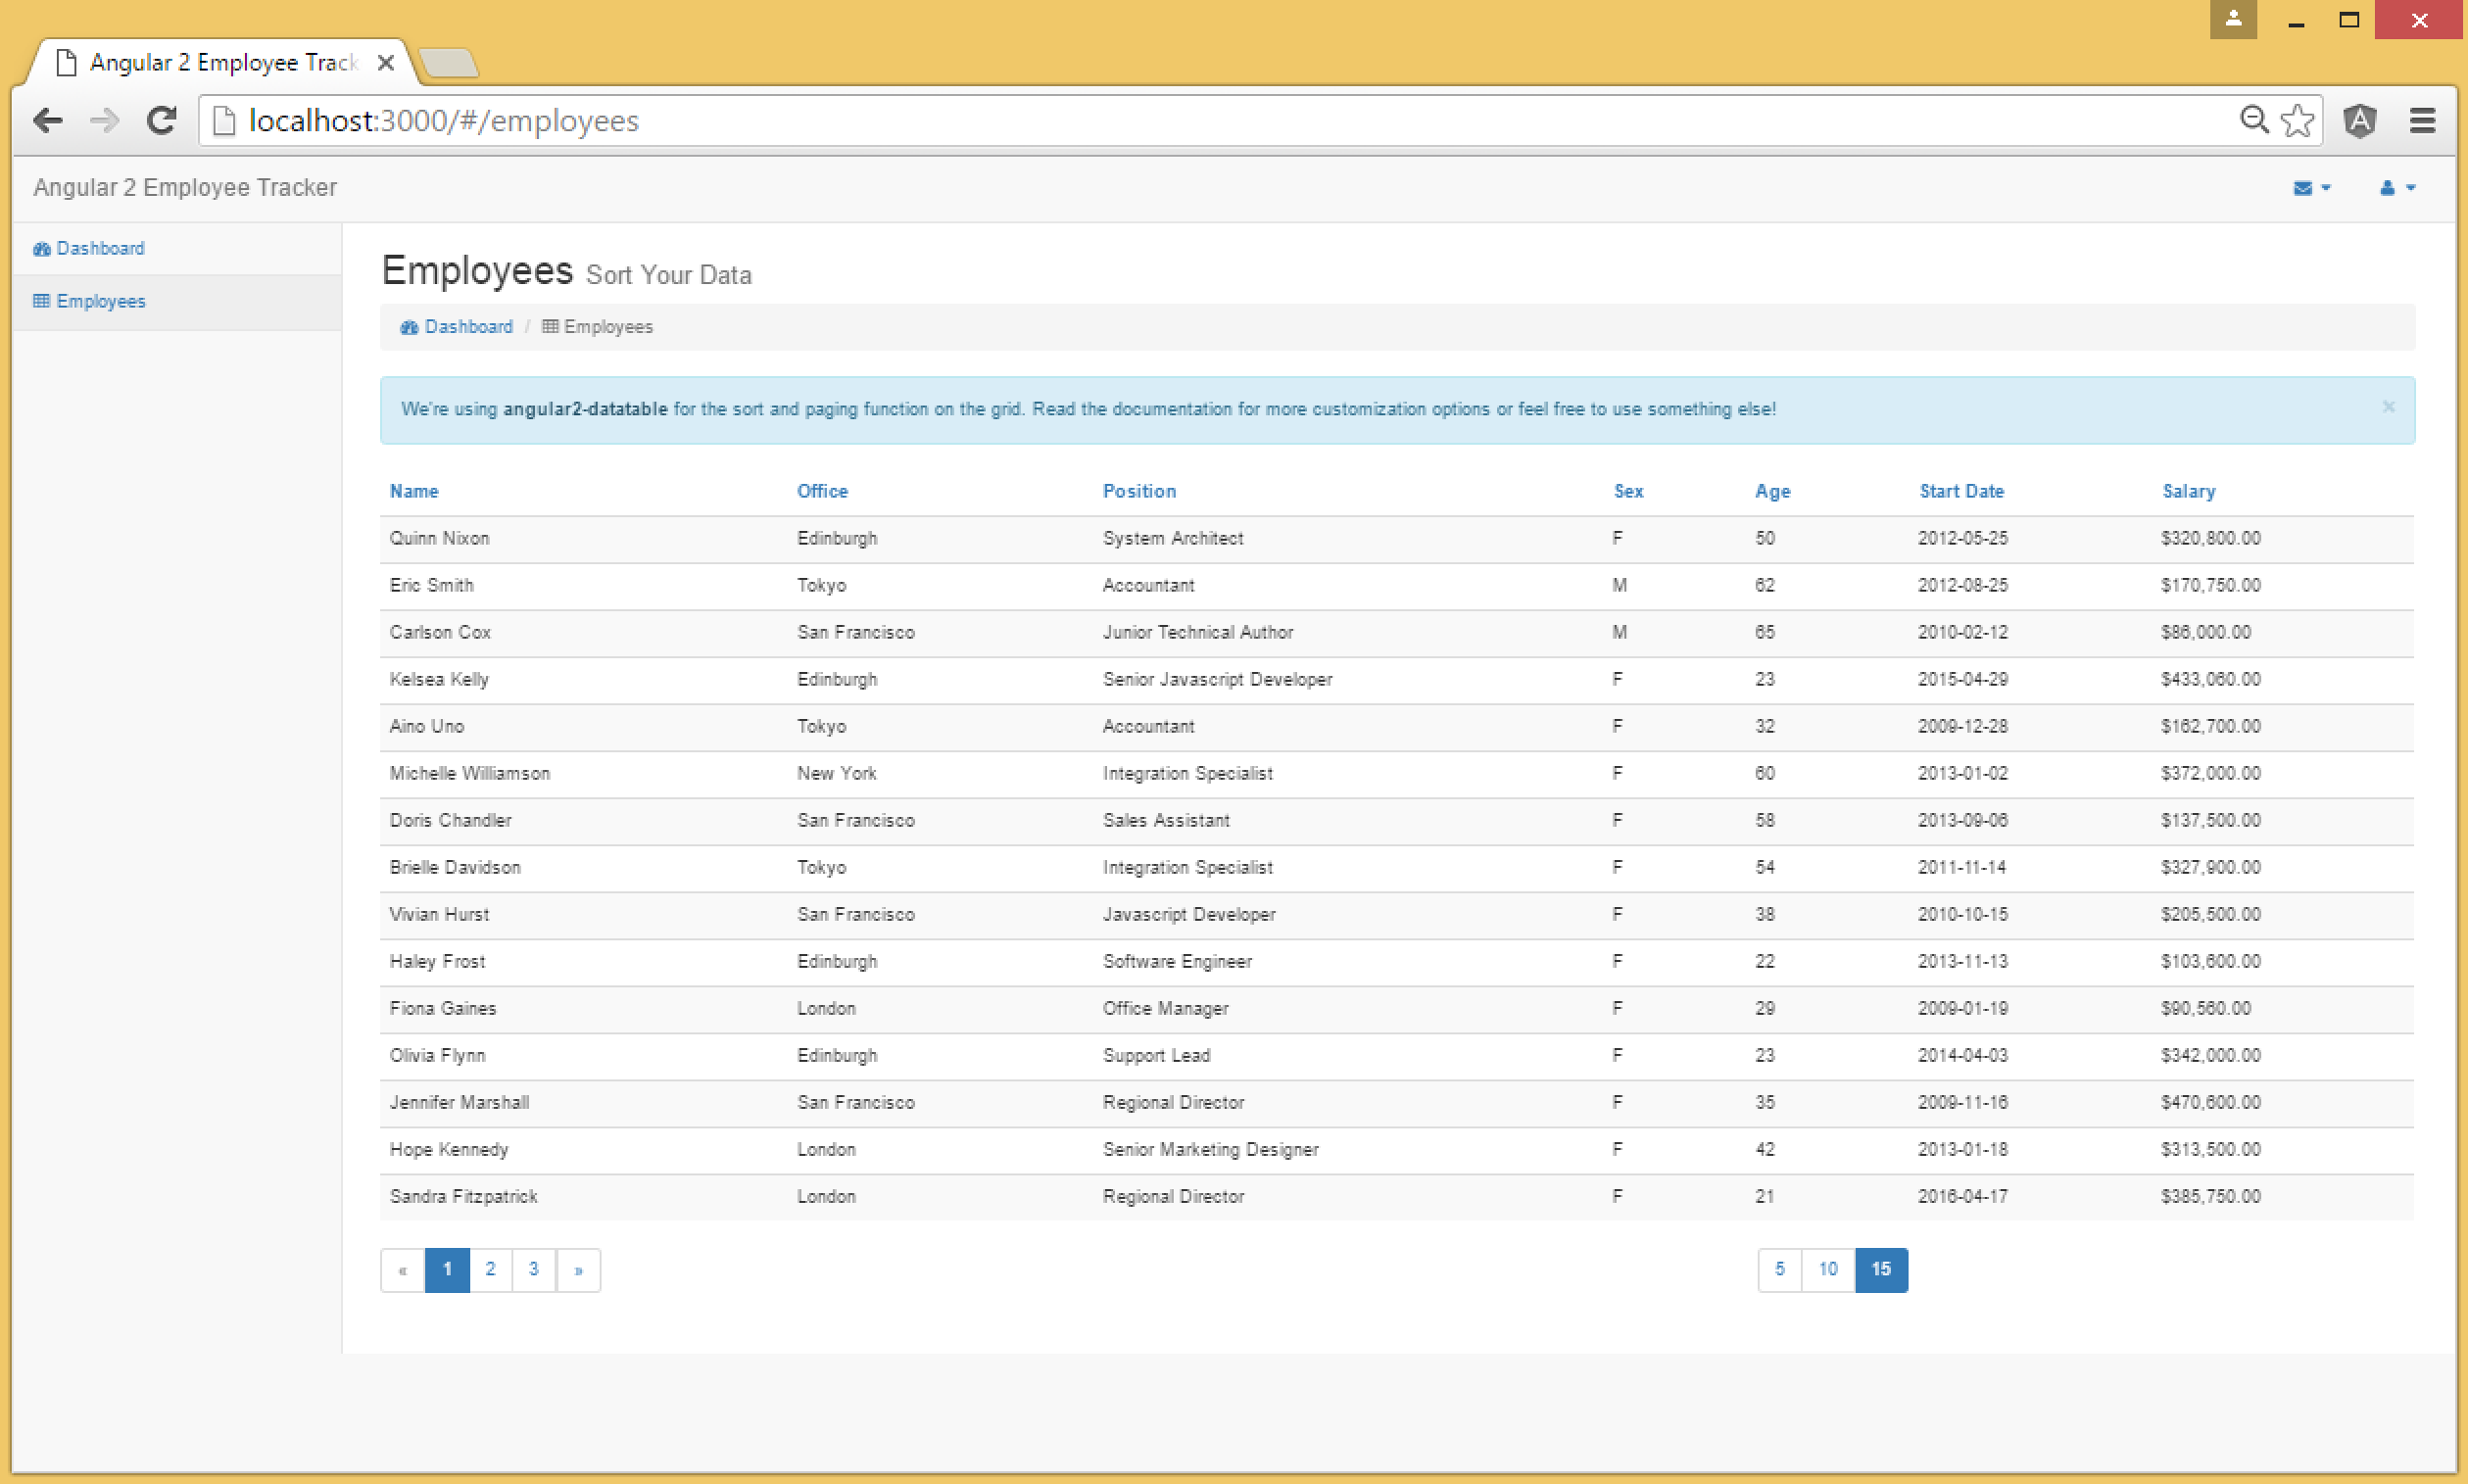 Angular 2 Employee Track
localhost:3000/#/employees
Angular 2 Employee Tracker
Dashboard
Employees
Employees Sort Your Data
Dashboard / Employees
We're using angular2-datatable for the sort and paging function on the grid. Read the documentation for more customization options or feel free to use something else! ×
Name Office Position Sex Age Start Date Salary
Quinn Nixon Edinburgh System Architect F 50 2012-05-25 $320,800.00
Eric Smith Tokyo Accountant M 62 2012-08-25 $170,750.00
Carlson Cox San Francisco Junior Technical Author M 65 2010-02-12 $86,000.00
Kelsea Kelly Edinburgh Senior Javascript Developer F 23 2015-04-29 $433,060.00
Aino Uno Tokyo Accountant F 32 2009-12-28 $162,700.00
Michelle Williamson New York Integration Specialist F 60 2013-01-02 $372,000.00
Doris Chandler San Francisco Sales Assistant F 58 2013-09-06 $137,500.00
Brielle Davidson Tokyo Integration Specialist F 54 2011-11-14 $327,900.00
Vivian Hurst San Francisco Javascript Developer F 38 2010-10-15 $205,500.00
Haley Frost Edinburgh Software Engineer F 22 2013-11-13 $103,600.00
Fiona Gaines London Office Manager F 29 2009-01-19 $90,560.00
Olivia Flynn Edinburgh Support Lead F 23 2014-04-03 $342,000.00
Jennifer Marshall San Francisco Regional Director F 35 2009-11-16 $470,600.00
Hope Kennedy London Senior Marketing Designer F 42 2013-01-18 $313,500.00
Sandra Fitzpatrick London Regional Director F 21 2016-04-17 $385,750.00
« 1 2 3 » 5 10 15